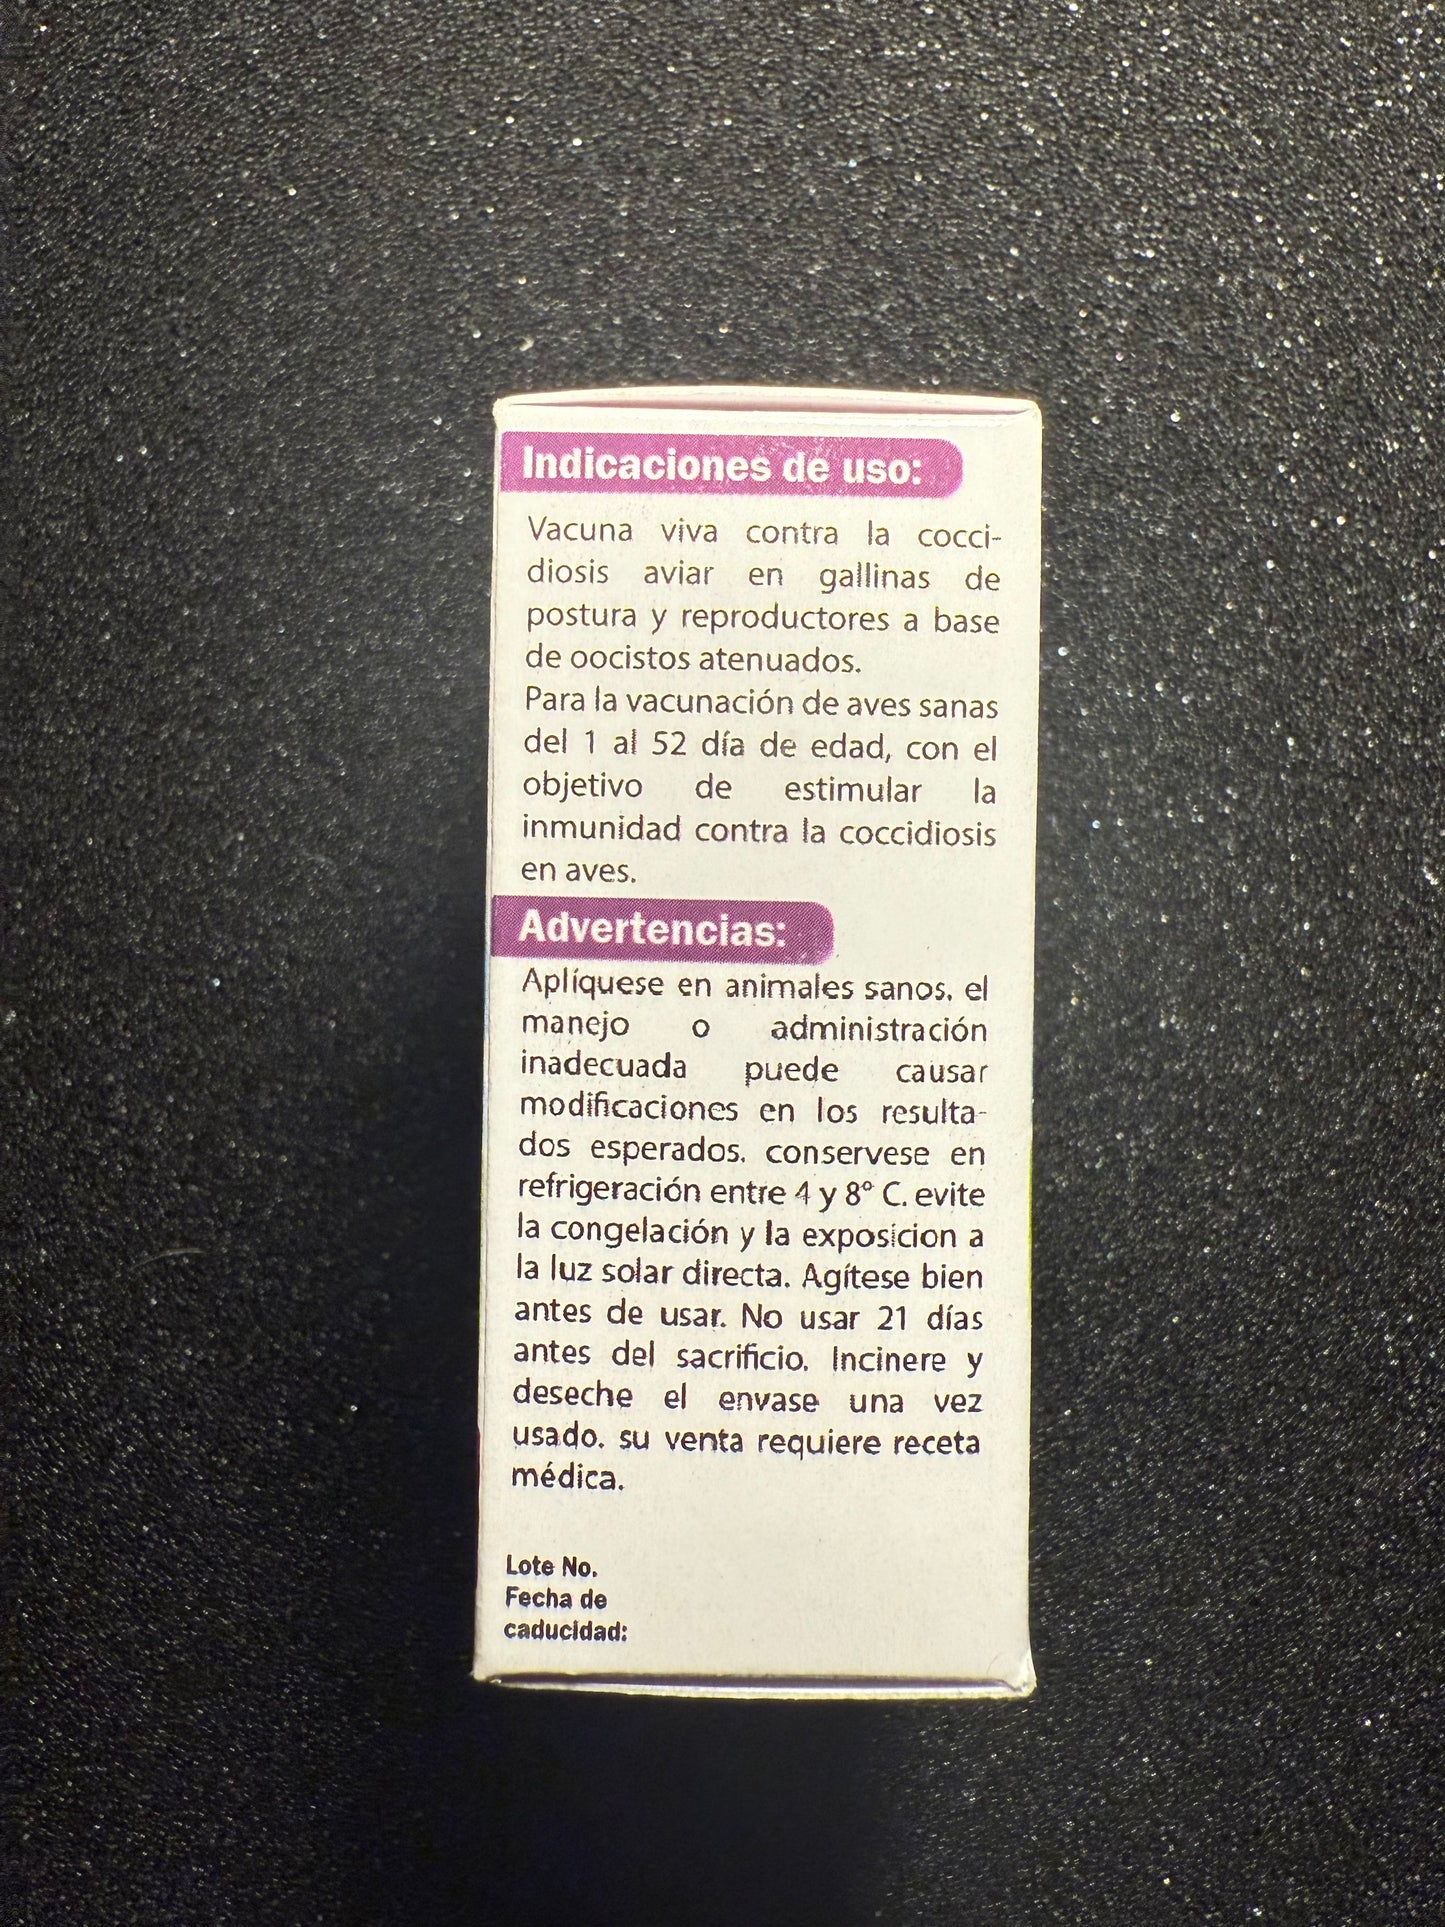 Indicaciones de uso:
Vacuna viva contra la cocci-
diosis aviar en gallinas de
postura y reproductores a base
de oocistos atenuados.
Para la vacunación de aves sanas
del 1 al 52 día de edad, con el
objetivo de estimular la
inmunidad contra la coccidiosis
en aves.
Advertencias:
Aplíquese en animales sanos. el
manejo o administración
inadecuada puede causar
modificaciones en los resulta-
dos esperados. conservese en
refrigeración entre 4 y 8° C. evite
la congelación y la exposicion a
la luz solar directa. Agítese bien
antes de usar. No usar 21 días
antes del sacrificio. Incinere y
deseche el envase una vez
usado. su venta requiere receta
médica.
Lote No.
Fecha de
caducidad: